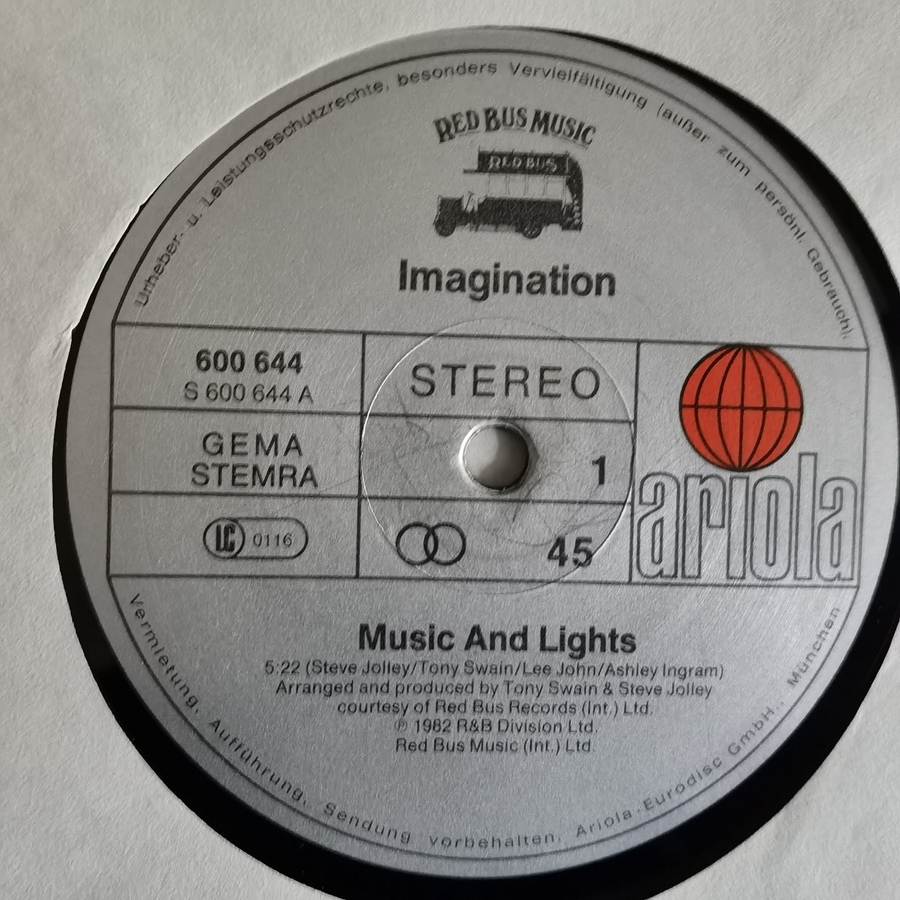 Urheber- u. Leistungsschutzrechte, besonders Vervielfältigung (außer zum persönl. Gebrauch),
RED BUS MUSIC
RED BUS
Imagination
600 644
S 600 644 A
STEREO
GEMA
STEMRA
1
LC 0116
45
ariola
Music And Lights
5:22 (Steve Jolley/Tony Swain/Lee John/Ashley Ingram)
Arranged and produced by Tony Swain & Steve Jolley
courtesy of Red Bus Records (Int.) Ltd.
℗ 1982 R&B Division Ltd.
Red Bus Music (Int.) Ltd.
Vermietung, Aufführung, Sendung vorbehalten. Ariola-Eurodisc GmbH., München